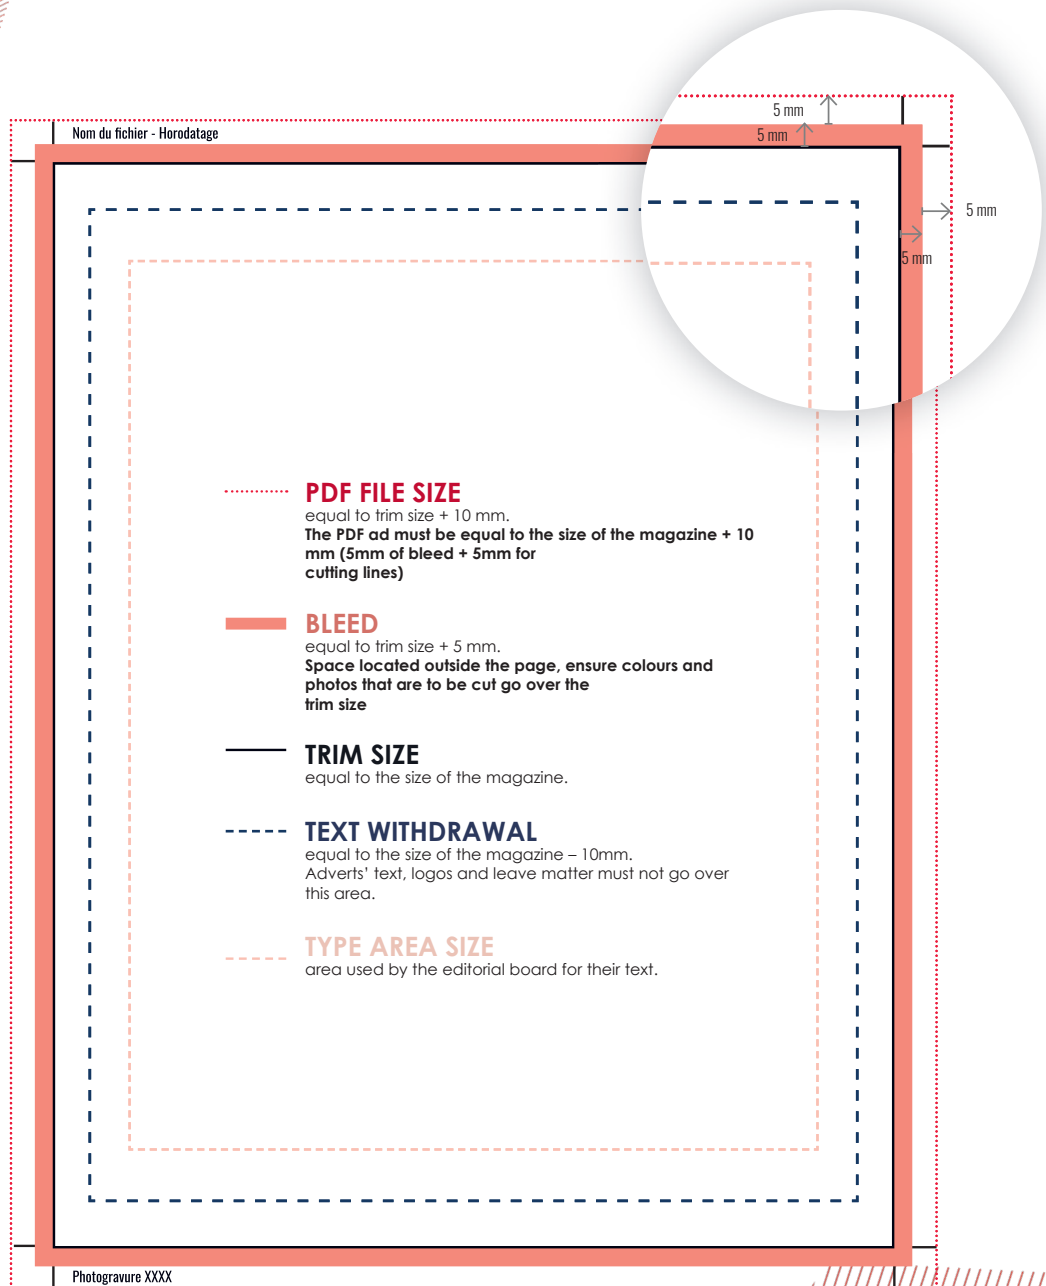 5 mm
Nom du fichier - Horodatage
5 mm
5 mm
5 mm
PDF FILE SIZE
equal to trim size + 10 mm.
The PDF ad must be equal to the size of the magazine + 10
mm (5mm of bleed + 5mm for
cutting lines)
BLEED
equal to trim size + 5 mm.
Space located outside the page, ensure colours and
photos that are to be cut go over the
trim size
TRIM SIZE
equal to the size of the magazine.
TEXT WITHDRAWAL
equal to the size of the magazine – 10mm.
Adverts’ text, logos and leave matter must not go over
this area.
TYPE AREA SIZE
area used by the editorial board for their text.
Photogravure XXXX